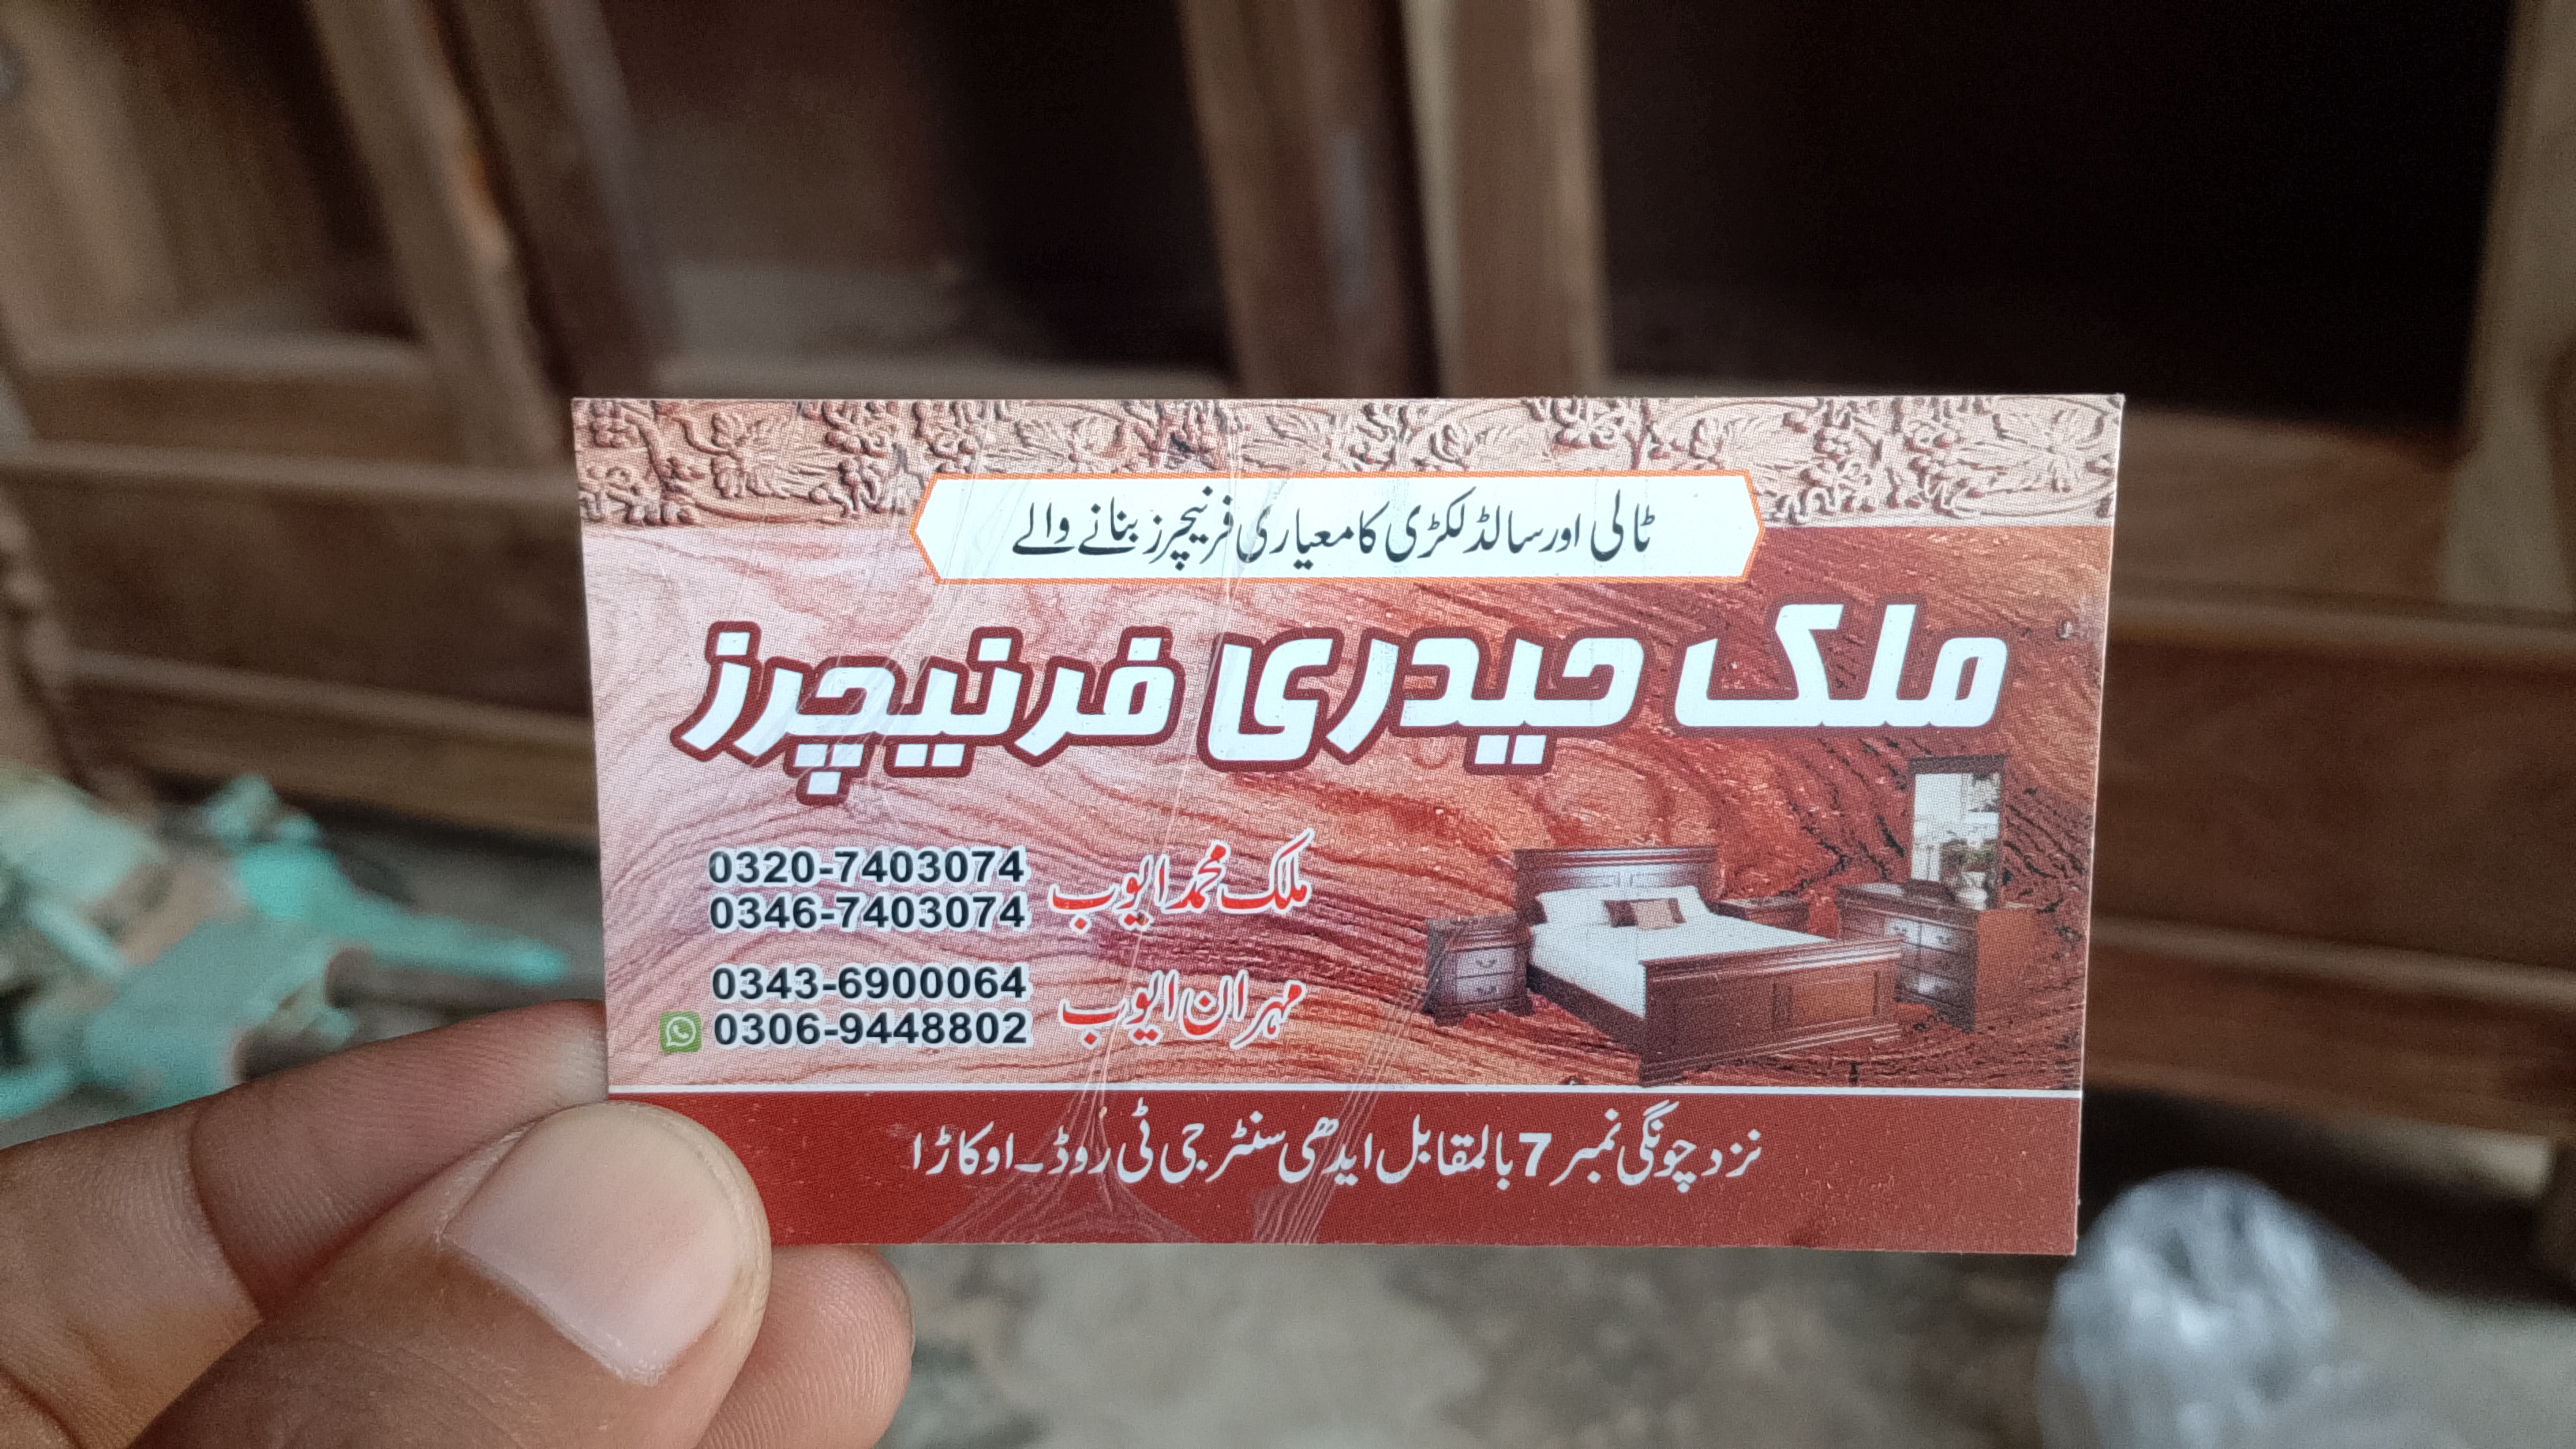 ٹالی اور سالڈ لکڑی کا معیاری فرنیچرز بنانے والے
ملک حیدری فرنیچرز
ملک محمد ایوب 0320-7403074
0346-7403074
مہران ایوب 0343-6900064
0306-9448802
نزد چونگی نمبر 7 بالمقابل ایدھی سنٹر جی ٹی روڈ۔ اوکاڑا